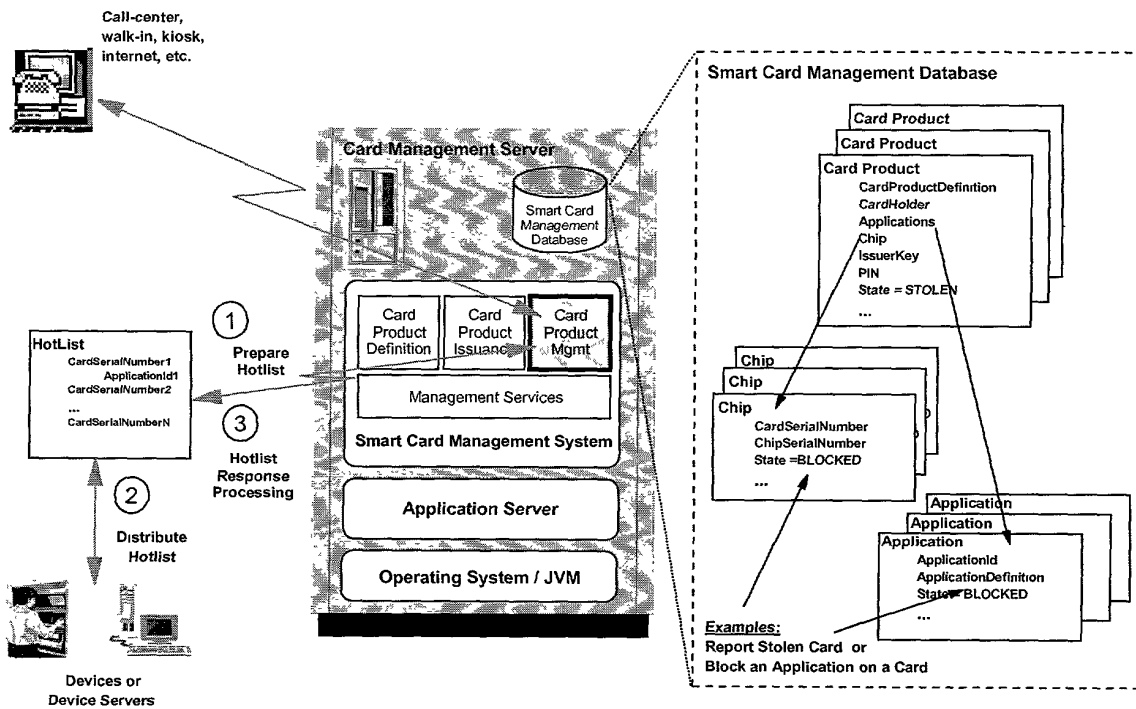 Call-center,
walk-in, kiosk,
internet, etc.
Card Management Server
Smart Card
Management
Database
Card
Product
Definition
Card
Product
Issuance
Card
Product
Mgmt
Management Services
Smart Card Management System
Application Server
Operating System / JVM
1
Prepare
Hotlist
3
Hotlist
Response
Processing
HotList
CardSerialNumber1
ApplicationId1
CardSerialNumber2
...
CardSerialNumberN
2
Distribute
Hotlist
Devices or
Device Servers
Smart Card Management Database
Card Product
Card Product
Card Product
CardProductDefinition
CardHolder
Applications
Chip
IssuerKey
PIN
State = STOLEN
...
Chip
Chip
Chip
CardSerialNumber
ChipSerialNumber
State =BLOCKED
...
Application
Application
Application
ApplicationId
ApplicationDefinition
State=BLOCKED
...
Examples:
Report Stolen Card or
Block an Application on a Card